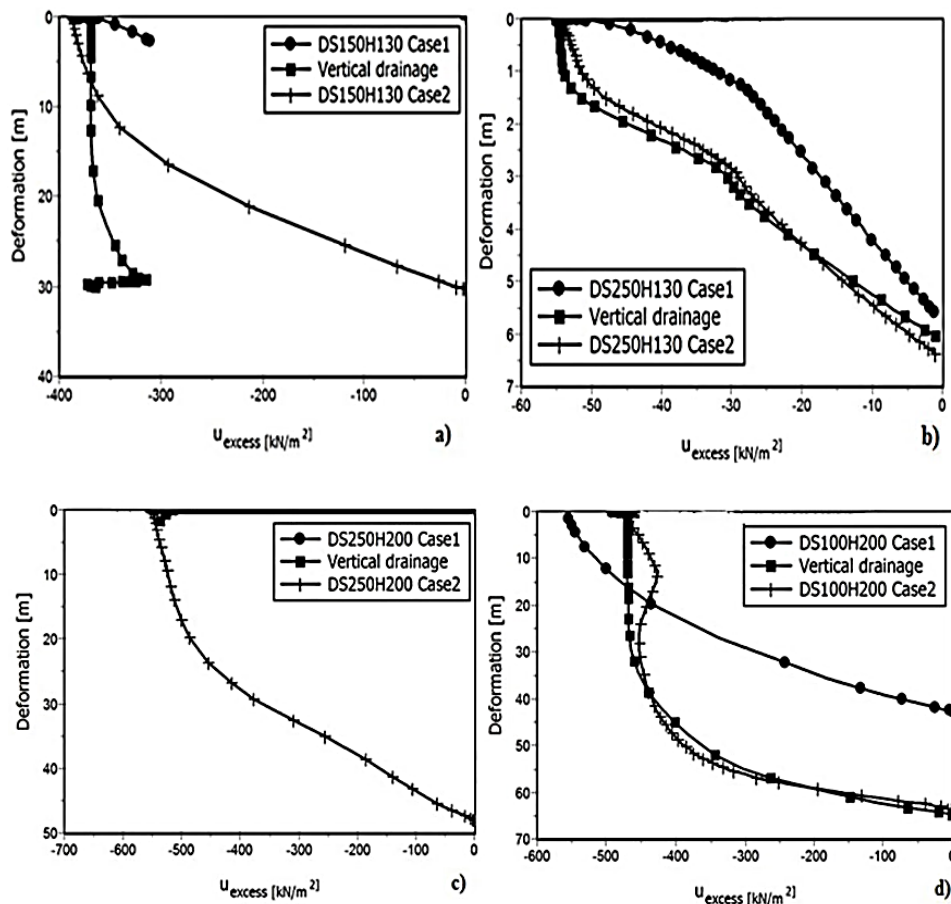 0
10
20
30
40
Deformation [m]
DS150H130 Case1
Vertical drainage
DS150H130 Case2
-400 -300 -200 -100 0
u excess [kN/m²]
a)
0
1
2
3
4
5
6
7
Deformation [m]
DS250H130 Case1
Vertical drainage
DS250H130 Case2
-60 -50 -40 -30 -20 -10 0
u excess [kN/m²]
b)
0
10
20
30
40
50
Deformation [m]
DS250H200 Case1
Vertical drainage
DS250H200 Case2
-700 -600 -500 -400 -300 -200 -100 0
u excess [kN/m²]
c)
0
10
20
30
40
50
60
70
Deformation [m]
DS100H200 Case1
Vertical drainage
DS100H200 Case2
-600 -500 -400 -300 -200 -100 0
u excess [kN/m²]
d)